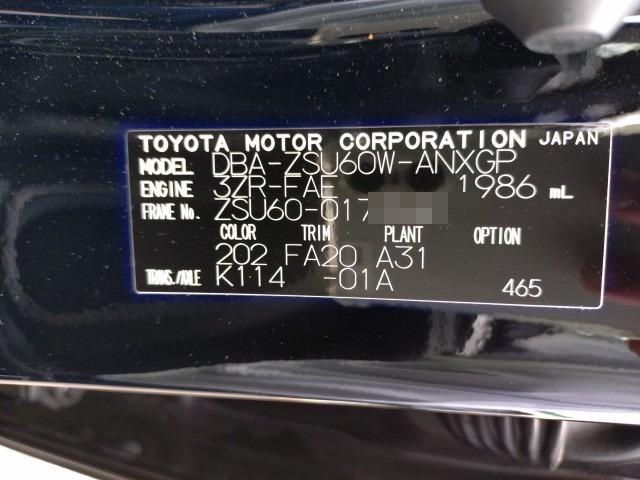 TOYOTA MOTOR CORPORATION JAPAN
MODEL DBA-ZSU60W-ANXGP
ENGINE 3ZR-FAE 1986 mL
FRAME No. ZSU60-017
COLOR TRIM PLANT OPTION
202 FA20 A31
TRANS./AXLE K114 -01A 465